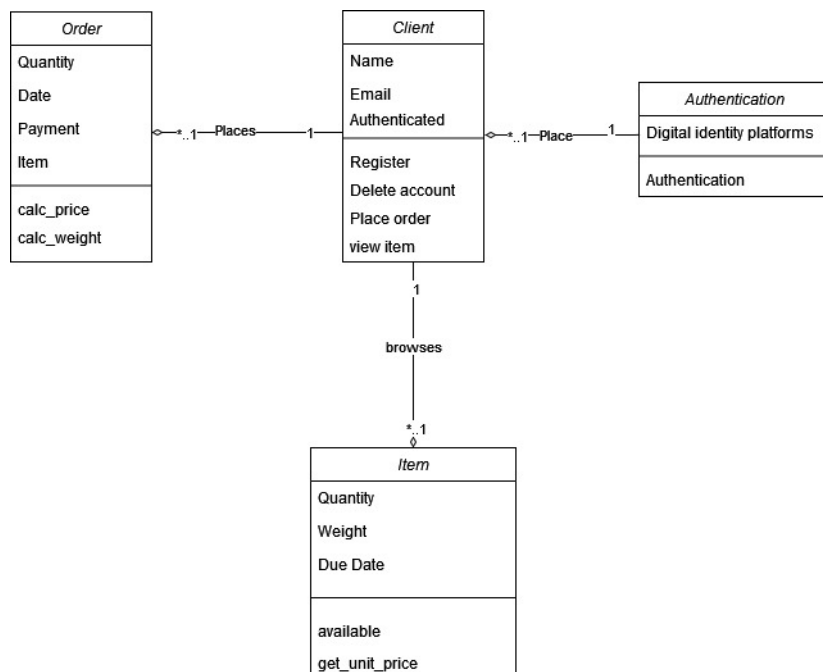 Order
Quantity
Date
Payment
Item
calc_price
calc_weight
*..1 Places 1
Client
Name
Email
Authenticated
Register
Delete account
Place order
view item
*..1 Place 1
Authentication
Digital identity platforms
Authentication
1
browses
*..1
Item
Quantity
Weight
Due Date
available
get_unit_price